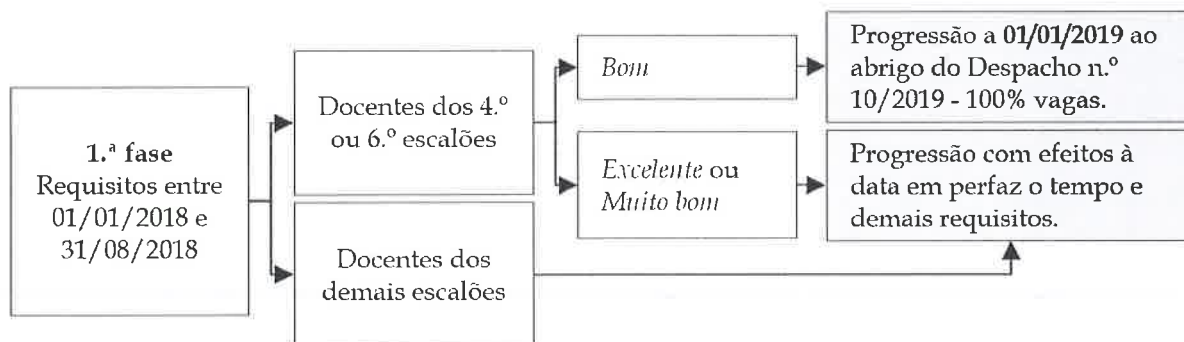 1.ª fase
Requisitos entre
01/01/2018 e
31/08/2018
Docentes dos 4.º
ou 6.º escalões
Docentes dos
demais escalões
Bom
Excelente ou
Muito bom
Progressão a 01/01/2019 ao
abrigo do Despacho n.º
10/2019 - 100% vagas.
Progressão com efeitos à
data em perfaz o tempo e
demais requisitos.